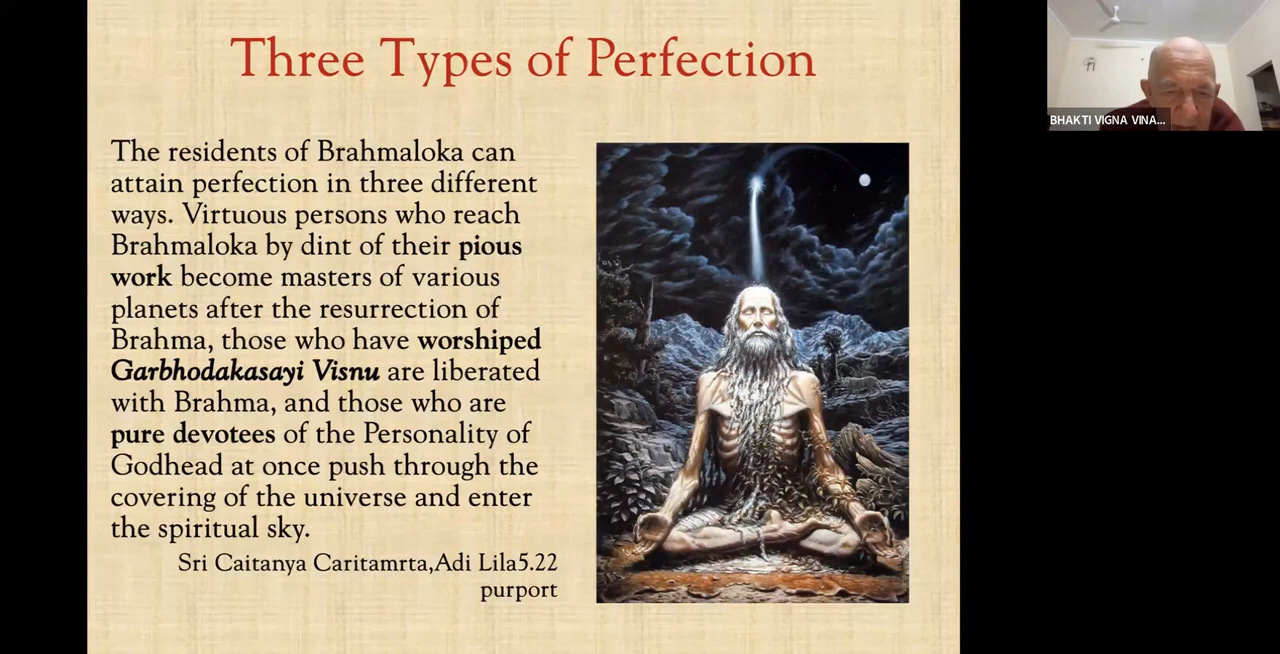 Three Types of Perfection
The residents of Brahmaloka can
attain perfection in three different
ways. Virtuous persons who reach
Brahmaloka by dint of their pious
work become masters of various
planets after the resurrection of
Brahma, those who have worshiped
Garbhodakasayi Visnu are liberated
with Brahma, and those who are
pure devotees of the Personality of
Godhead at once push through the
covering of the universe and enter
the spiritual sky.
Sri Caitanya Caritamrta,Adi Lila5.22
purport
BHAKTI VIGNA VINA...